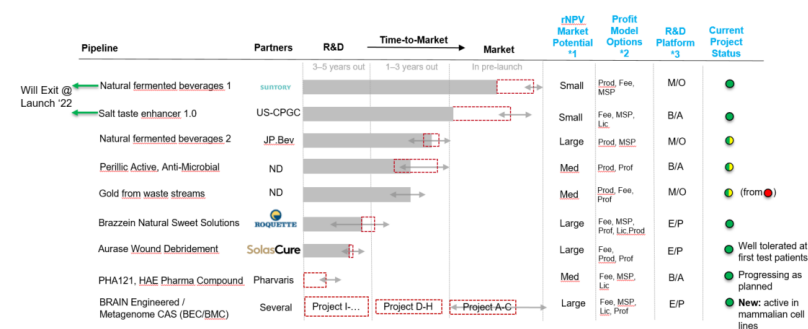 rNPV Market Potential *1
Profit Model Options *2
R&D Platform *3
Current Project Status
Pipeline
Partners
R&D
Time-to-Market
Market
3–5 years out
1–3 years out
In pre-launch
Will Exit @ Launch '22
Natural fermented beverages 1
SUNTORY
Small
Prod, Fee, MSP
M/O
Salt taste enhancer 1.0
US-CPGC
Small
Fee, MSP, Lic
B/A
Natural fermented beverages 2
JP.Bev
Large
Prod, MSP
M/O
Perillic Active, Anti-Microbial
ND
Med
Prod, Prof
B/A
Gold from waste streams
ND
Med
Prod, Fee, Prof
M/O
(from )
Brazzein Natural Sweet Solutions
ROQUETTE
Large
Fee, MSP, Prof, Lic.Prod
E/P
Aurase Wound Debridement
SolasCure
Large
Fee, Prod, Prof
E/P
Well tolerated at first test patients
PHA121, HAE Pharma Compound
Pharvaris
Med
Fee, MSP, Lic
B/A
Progressing as planned
BRAIN Engineered / Metagenome CAS (BEC/BMC)
Several
Project I-…
Project D-H
Project A-C
Large
Fee, MSP, Lic, Prof
E/P
New: active in mammalian cell lines